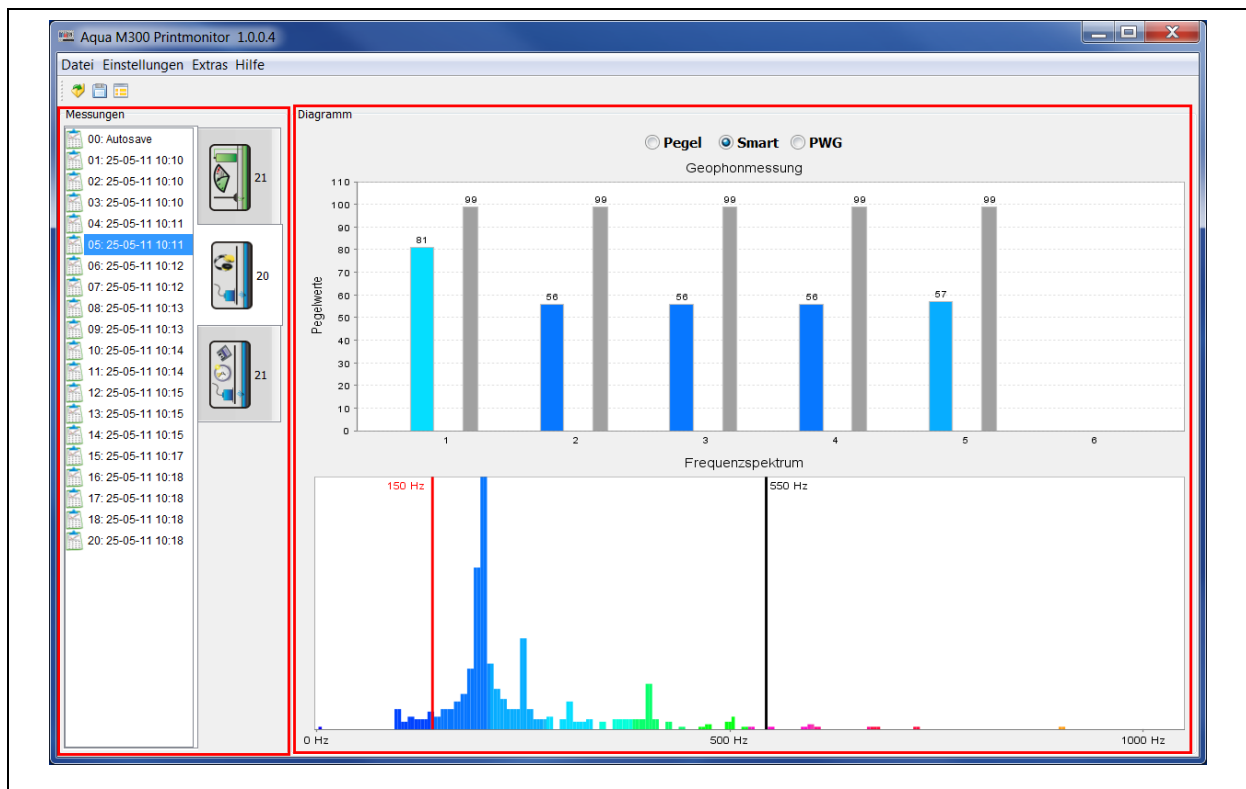 Aqua M300 Printmonitor 1.0.0.4
Datei Einstellungen Extras Hilfe
Messungen
00: Autosave
01: 25-05-11 10:10
02: 25-05-11 10:10
03: 25-05-11 10:10
04: 25-05-11 10:11
05: 25-05-11 10:11
06: 25-05-11 10:12
07: 25-05-11 10:12
08: 25-05-11 10:13
09: 25-05-11 10:13
10: 25-05-11 10:14
11: 25-05-11 10:14
12: 25-05-11 10:15
13: 25-05-11 10:15
14: 25-05-11 10:15
15: 25-05-11 10:17
16: 25-05-11 10:18
17: 25-05-11 10:18
18: 25-05-11 10:18
20: 25-05-11 10:18
21
20
21
Diagramm
Pegel Smart PWG
Geophonmessung
Pegelwerte
110
100
90
80
70
60
50
40
30
20
10
0
81 99 56 99 56 99 56 99 57 99
1 2 3 4 5 6
Frequenzspektrum
150 Hz 550 Hz
0 Hz 500 Hz 1000 Hz